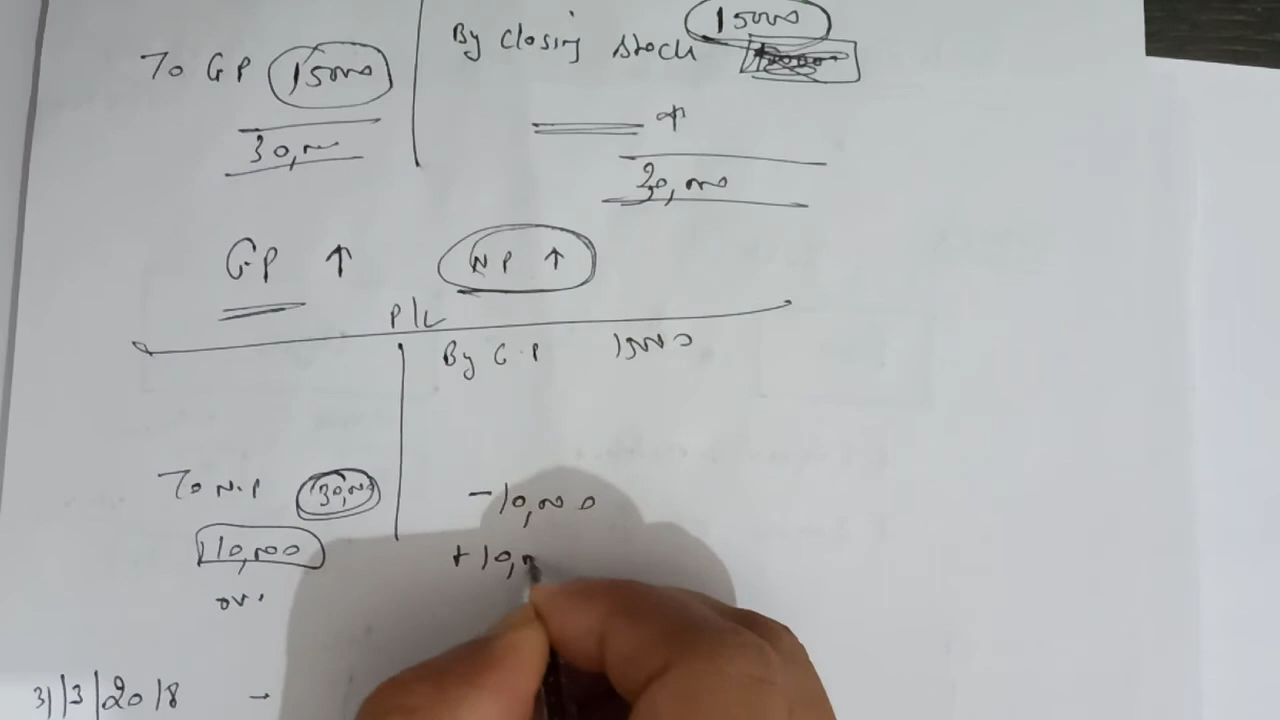 By closing stock 15000
To GP 15000
30,000
30,000
GP ↑ NP ↑
P/L
By G.P 15000
To N.P 30,000
10,000
ov.
-10,000
+10,
31/3/2018 →